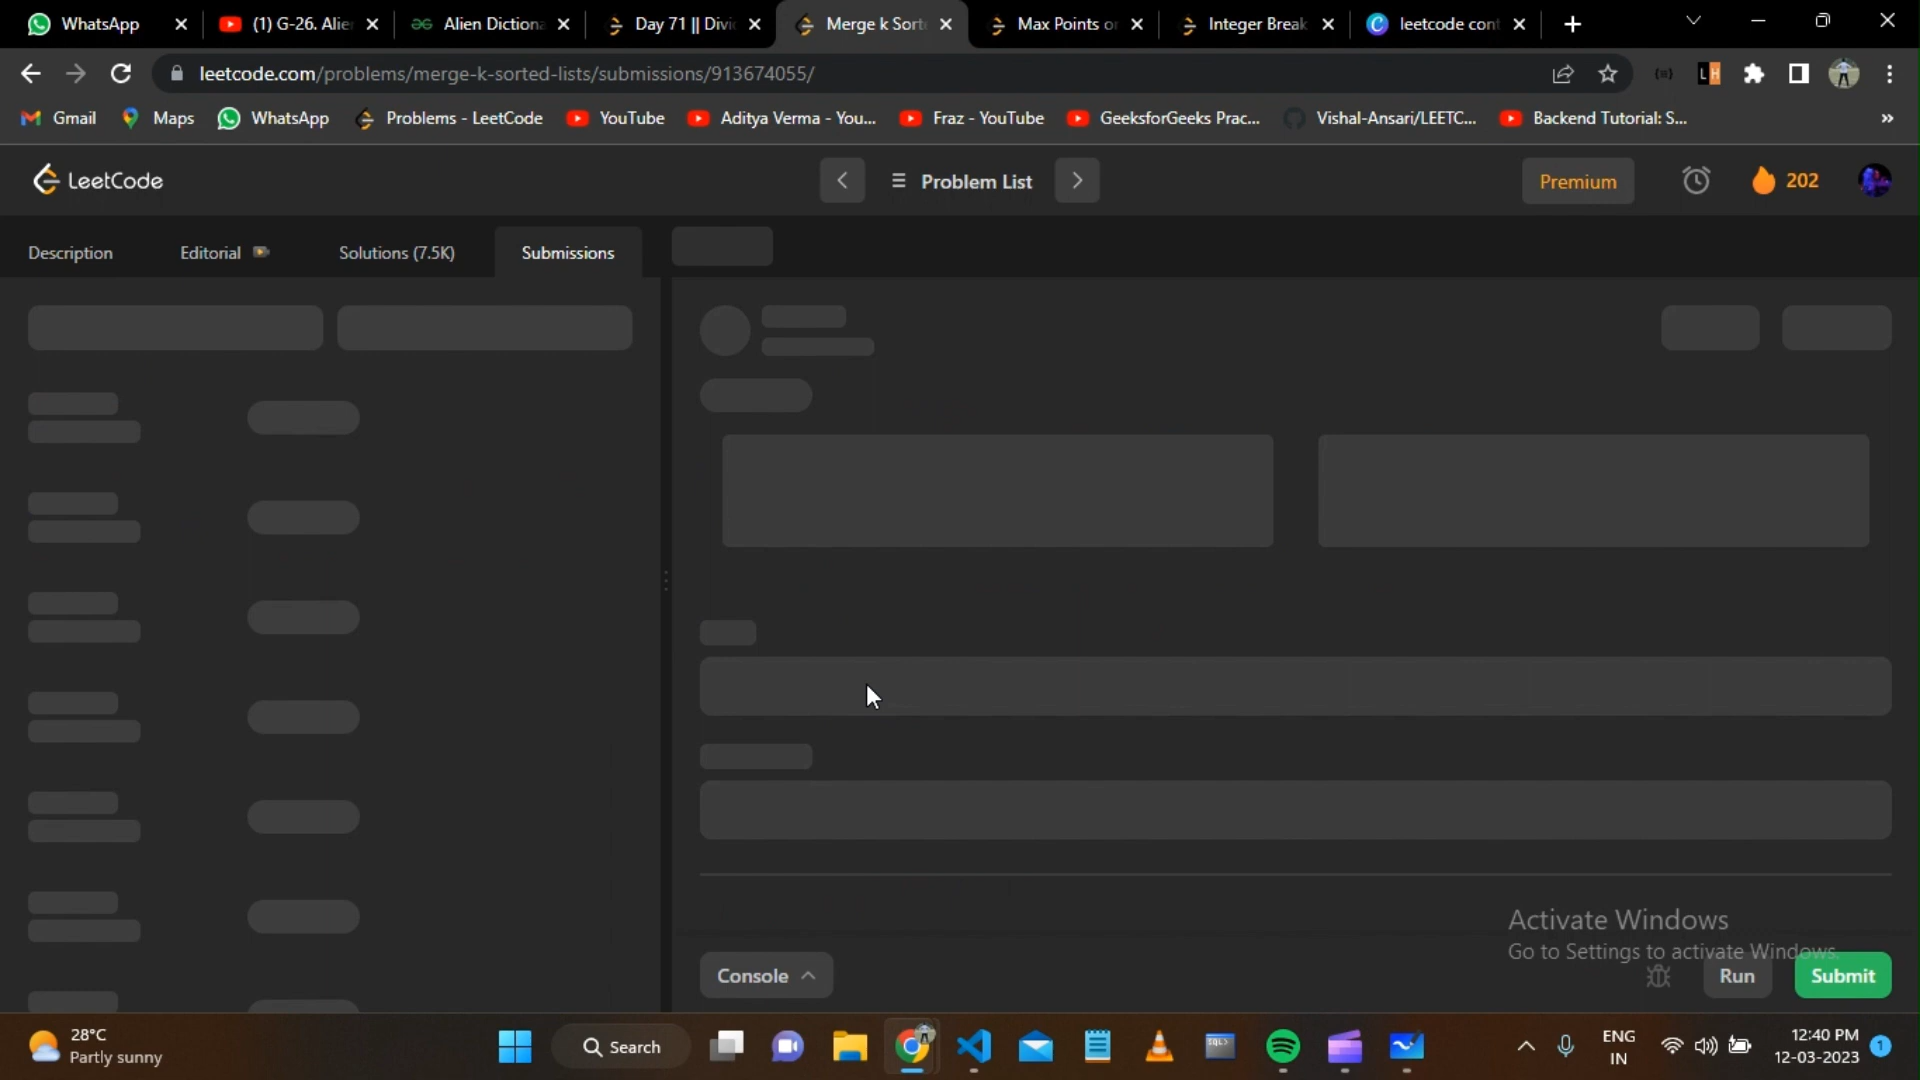 WhatsApp
(1) G-26. Alie
Alien Dictiona
Day 71 || Divi
Merge k Sort
Max Points o
Integer Break
leetcode cont
leetcode.com/problems/merge-k-sorted-lists/submissions/913674055/
Gmail
Maps
WhatsApp
Problems - LeetCode
YouTube
Aditya Verma - You...
Fraz - YouTube
GeeksforGeeks Prac...
Vishal-Ansari/LEETC...
Backend Tutorial: S...
»
LeetCode
Problem List
Premium
202
Description
Editorial
Solutions (7.5K)
Submissions
Activate Windows
Go to Settings to activate Windows.
Console
Run
Submit
28°C
Partly sunny
Search
ENG
IN
12:40 PM
12-03-2023
1